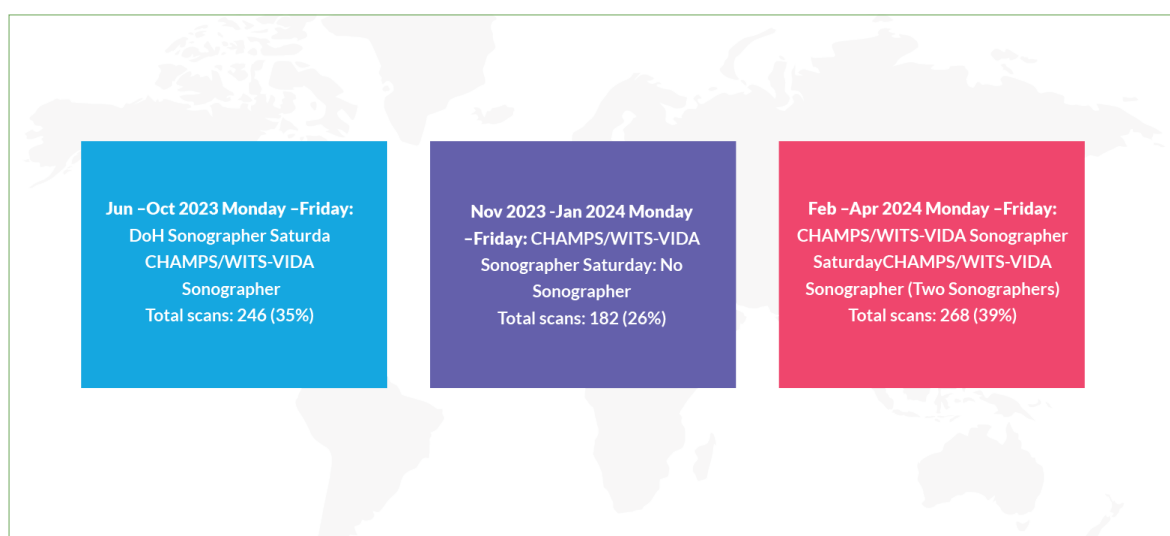 Jun –Oct 2023 Monday –Friday:
DoH Sonographer Saturda
CHAMPS/WITS-VIDA
Sonographer
Total scans: 246 (35%)
Nov 2023 -Jan 2024 Monday
–Friday: CHAMPS/WITS-VIDA
Sonographer Saturday: No
Sonographer
Total scans: 182 (26%)
Feb –Apr 2024 Monday –Friday:
CHAMPS/WITS-VIDA Sonographer
SaturdayCHAMPS/WITS-VIDA
Sonographer (Two Sonographers)
Total scans: 268 (39%)